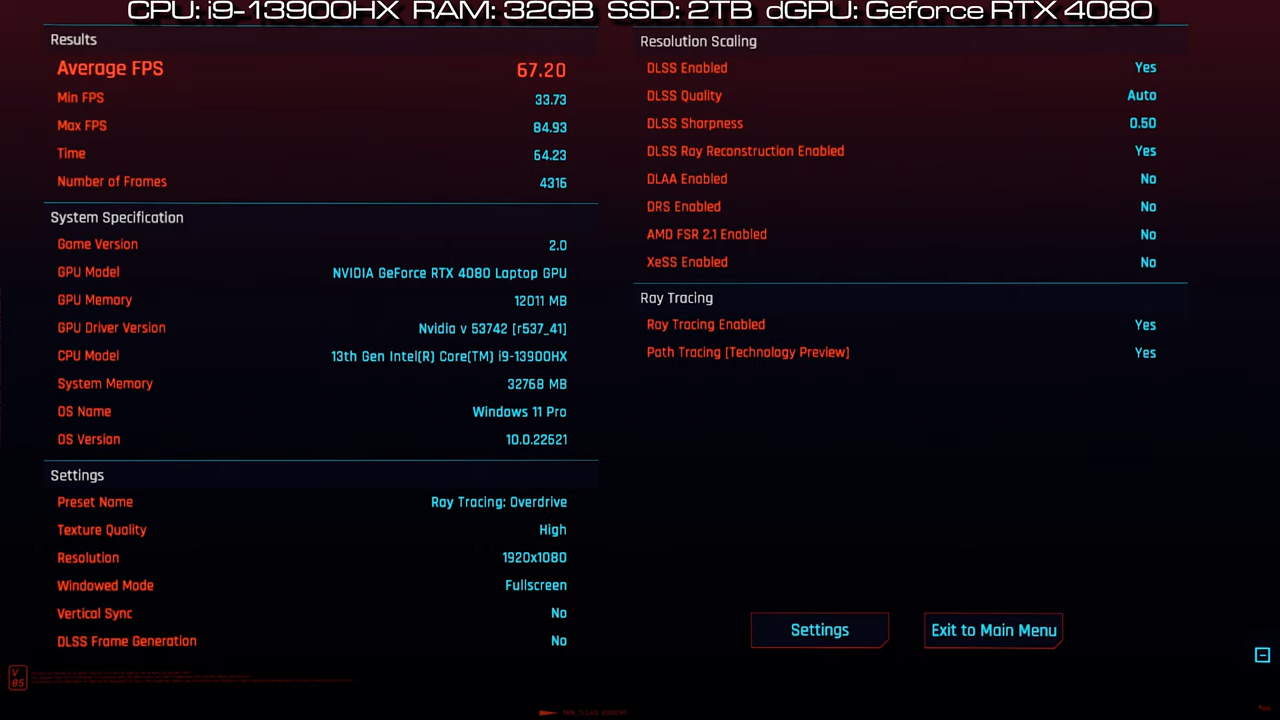 CPU: i9-13900HX RAM: 32GB SSD: 2TB dGPU: Geforce RTX 4080
Results
Average FPS 67.20
Min FPS 33.73
Max FPS 84.93
Time 64.23
Number of Frames 4316
System Specification
Game Version 2.0
GPU Model NVIDIA GeForce RTX 4080 Laptop GPU
GPU Memory 12011 MB
GPU Driver Version Nvidia v 53742 [r537_41]
CPU Model 13th Gen Intel(R) Core(TM) i9-13900HX
System Memory 32768 MB
OS Name Windows 11 Pro
OS Version 10.0.22621
Settings
Preset Name Ray Tracing: Overdrive
Texture Quality High
Resolution 1920x1080
Windowed Mode Fullscreen
Vertical Sync No
DLSS Frame Generation No
Resolution Scaling
DLSS Enabled Yes
DLSS Quality Auto
DLSS Sharpness 0.50
DLSS Ray Reconstruction Enabled Yes
DLAA Enabled No
DRS Enabled No
AMD FSR 2.1 Enabled No
XeSS Enabled No
Ray Tracing
Ray Tracing Enabled Yes
Path Tracing [Technology Preview] Yes
Settings
Exit to Main Menu
V
85